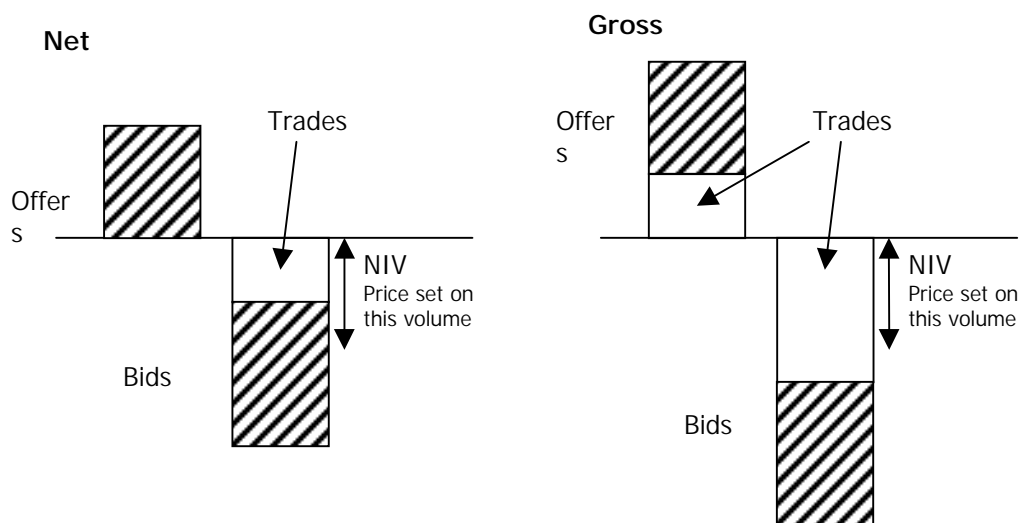 Net
Trades
Offer
s
NIV
Price set on
this volume
Bids
Gross
Offer
s
Trades
NIV
Price set on
this volume
Bids